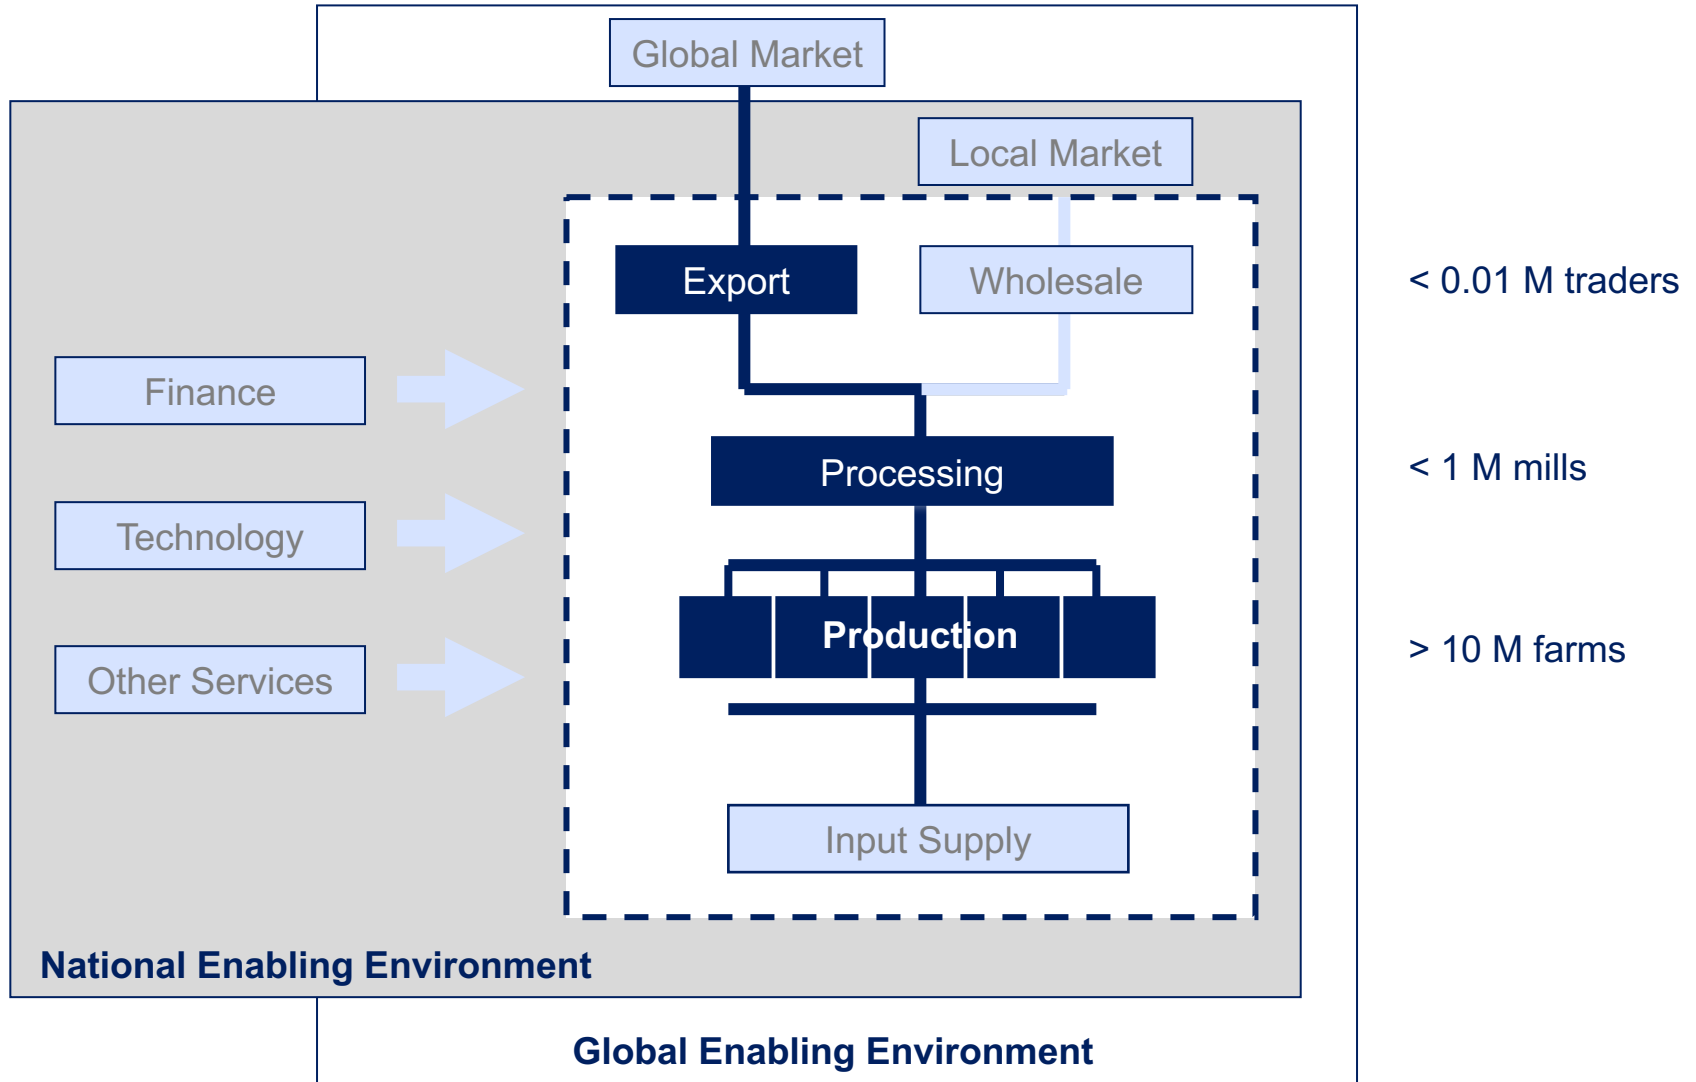 Global Market
Local Market
Export
Wholesale
< 0.01 M traders
Finance
Processing
< 1 M mills
Technology
Production
> 10 M farms
Other Services
Input Supply
National Enabling Environment
Global Enabling Environment